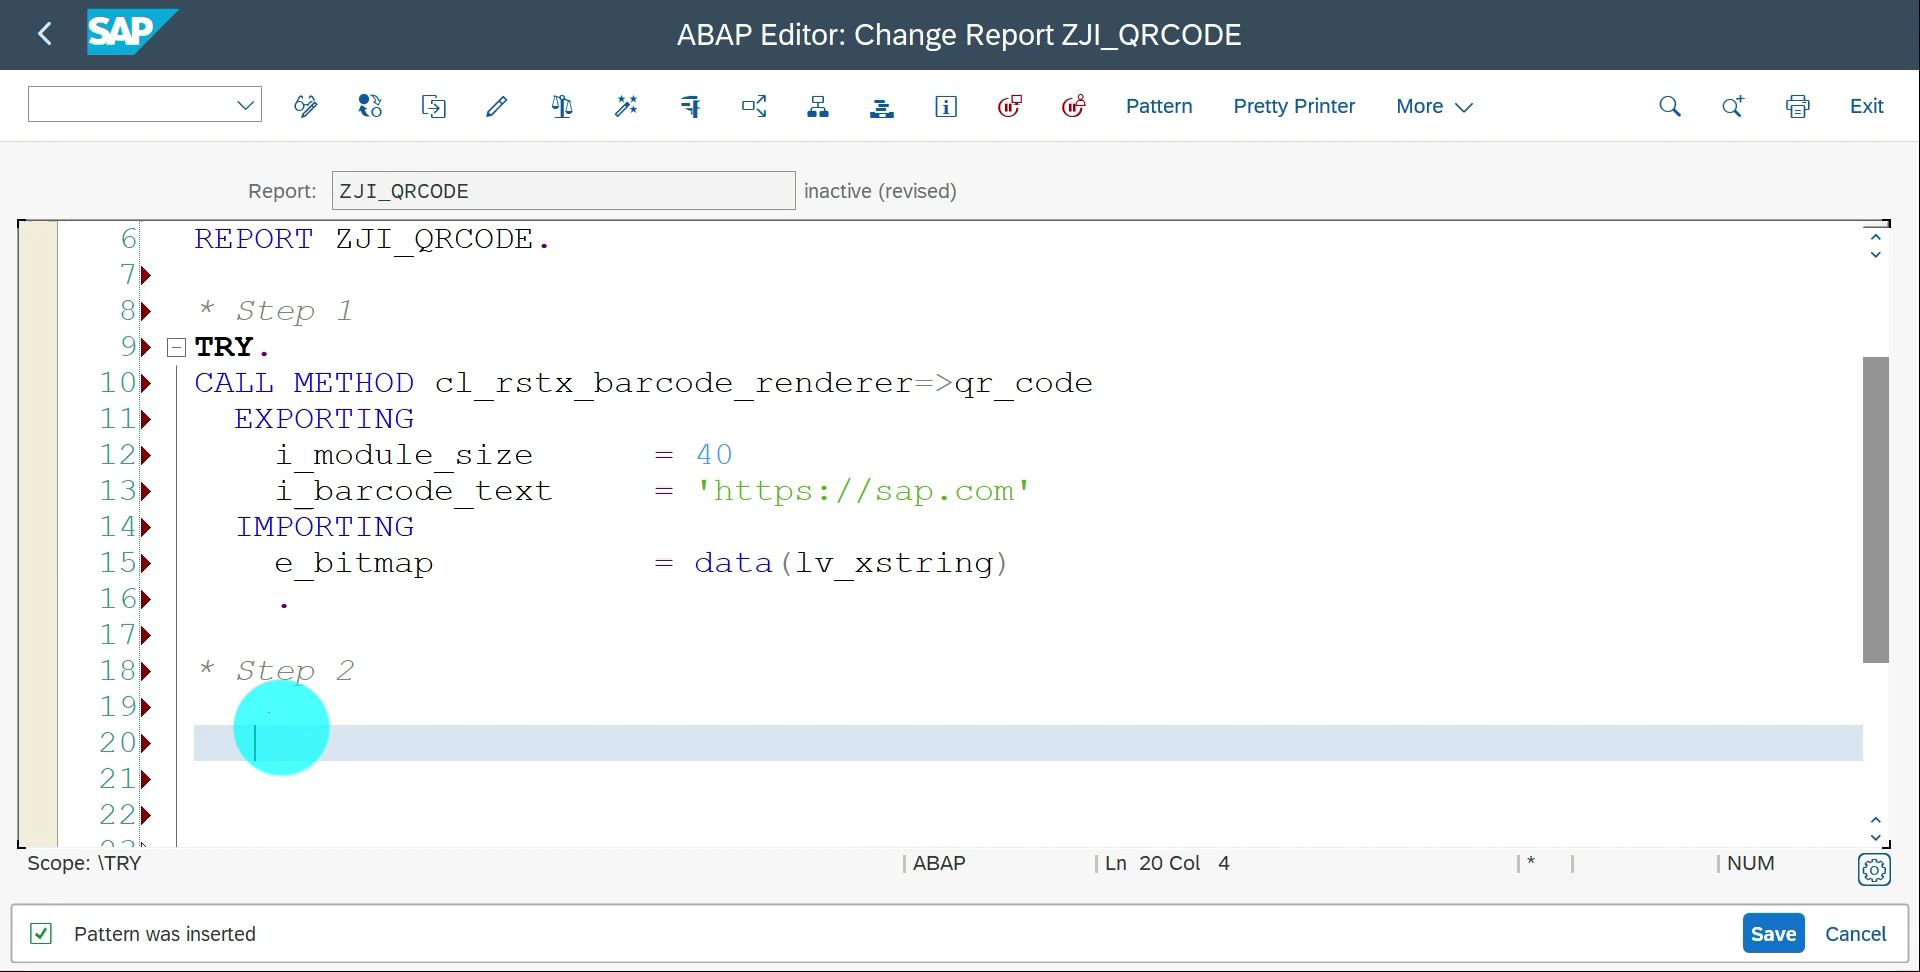 SAP
ABAP Editor: Change Report ZJI_QRCODE
Pattern Pretty Printer More Exit
Report: ZJI_QRCODE inactive (revised)
6 REPORT ZJI_QRCODE.
7
8 * Step 1
9 TRY.
10 CALL METHOD cl_rstx_barcode_renderer=>qr_code
11 EXPORTING
12 i_module_size = 40
13 i_barcode_text = 'https://sap.com'
14 IMPORTING
15 e_bitmap = data(lv_xstring)
16 .
17
18 * Step 2
19
20
21
22
Scope: \TRY ABAP Ln 20 Col 4 * NUM
Pattern was inserted Save Cancel